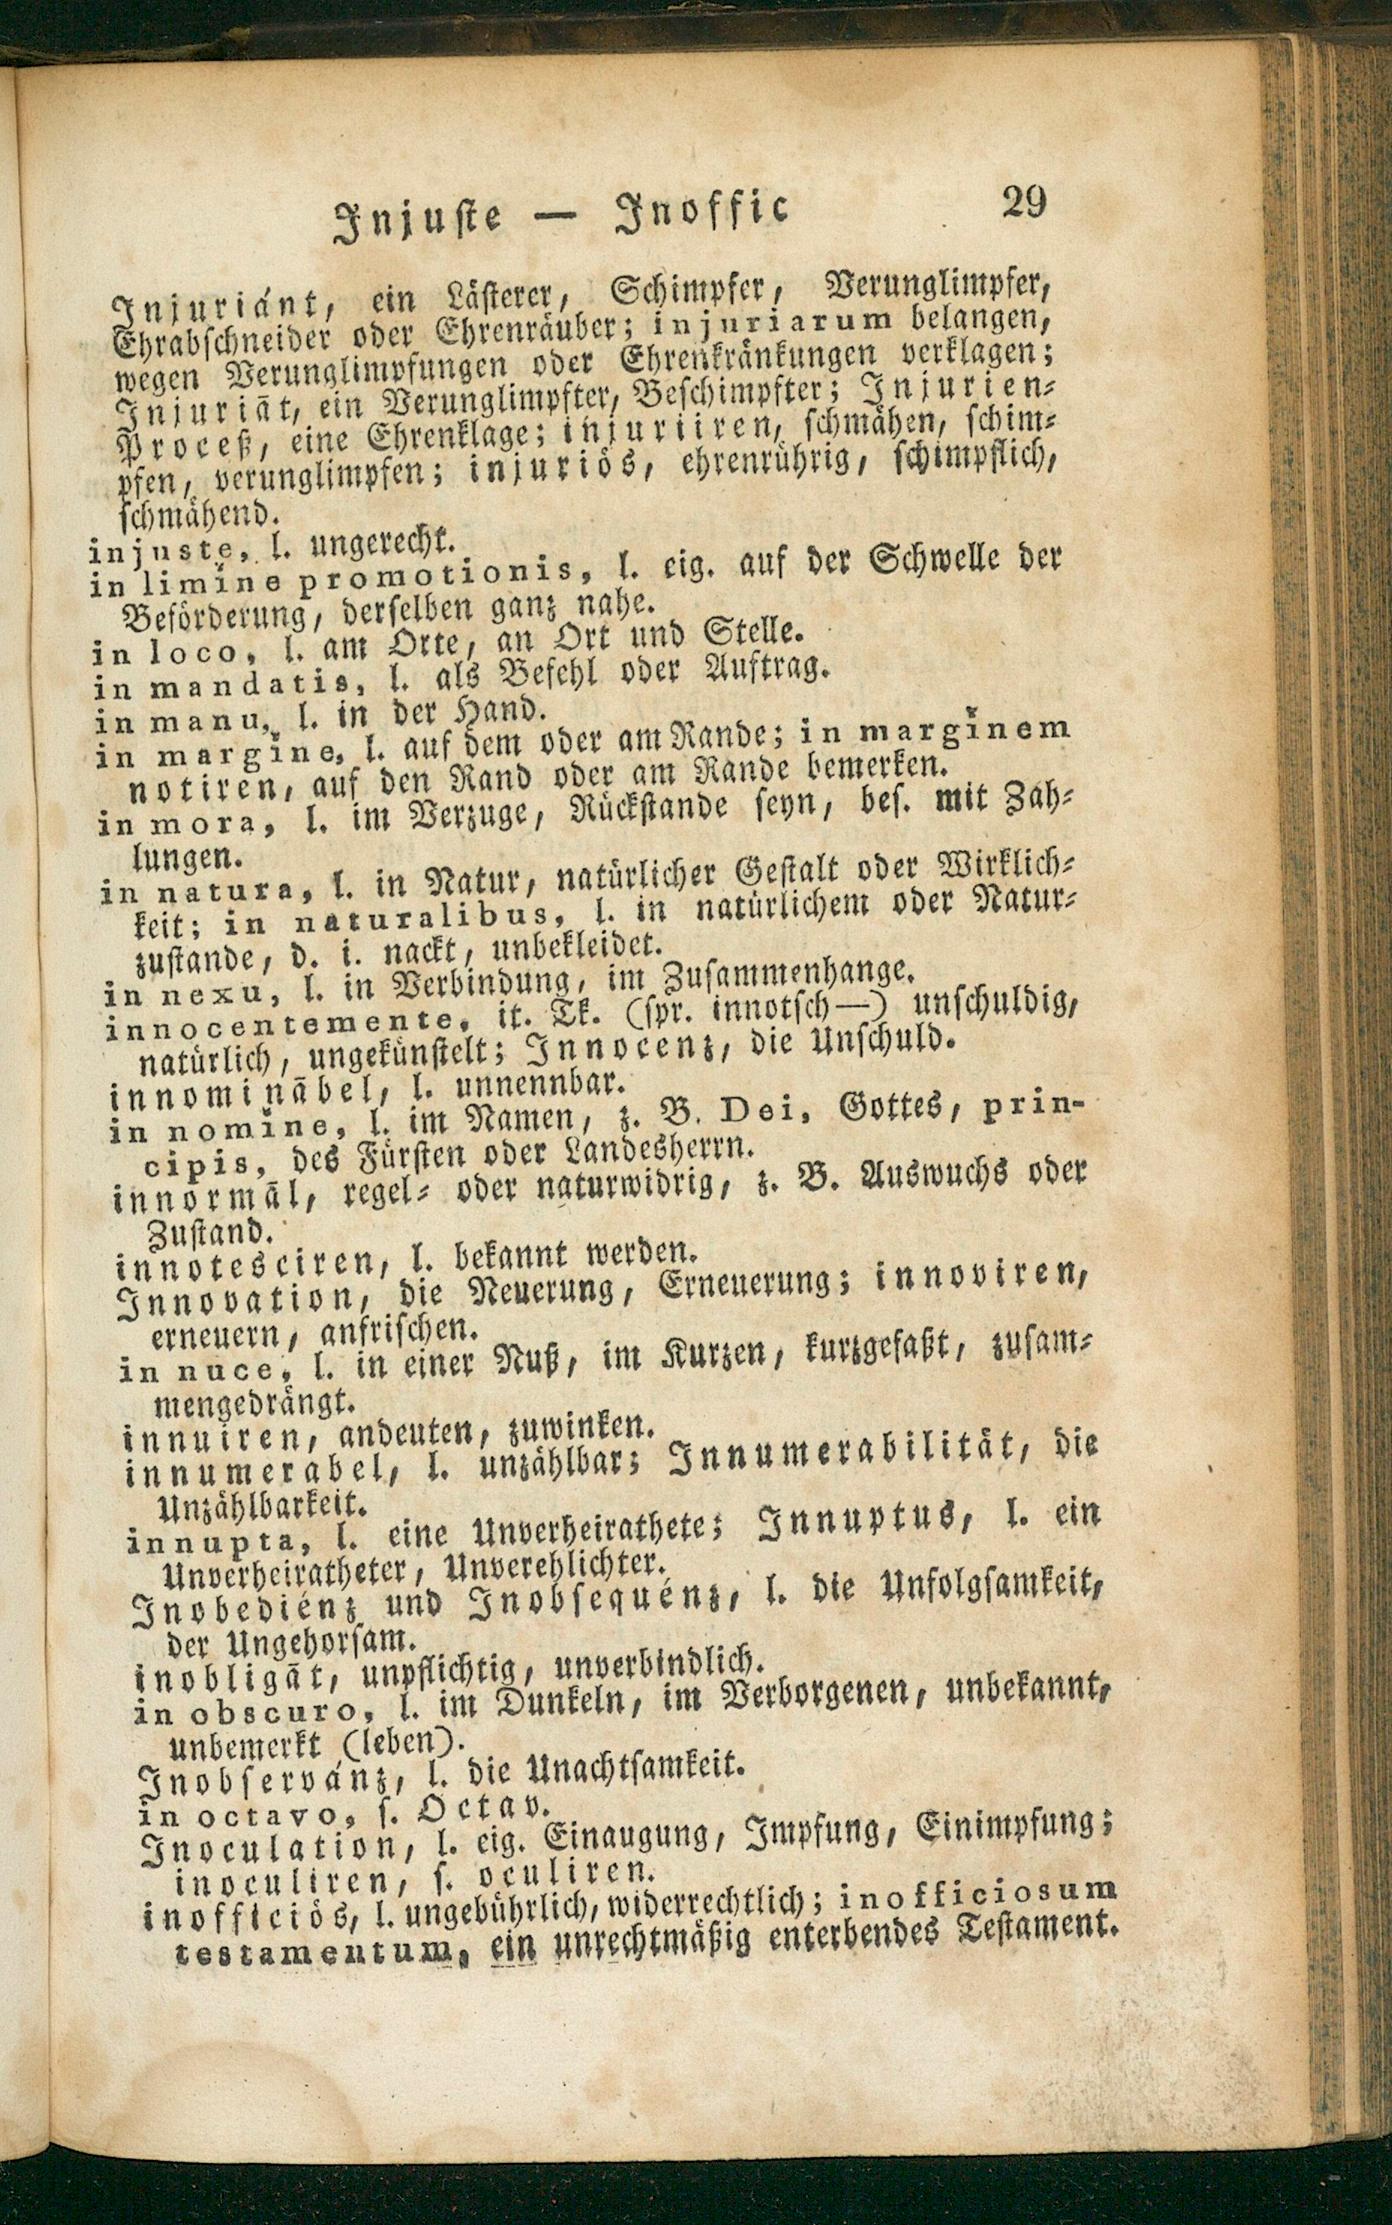 Injuste — Inoffic 29
Injuriánt, ein Lästerer, Schimpfer, Verunglimpfer,
Ehrabschneider oder Ehrenräuber; injuriarum belangen,
wegen Verunglimpfungen oder Ehrenkränkungen verklagen;
Injuriāt, ein Verunglimpfter, Beschimpfter; Injurien-
Proceß, eine Ehrenklage; injuriiren, schmähen, schim-
pfen, verunglimpfen; injuriös, ehrenrührig, schimpflich,
schmähend.
injuste, l. ungerecht.
in limĭne promotionis, l. eig. auf der Schwelle der
Beförderung, derselben ganz nahe.
in loco, l. am Orte, an Ort und Stelle.
in mandatis, l. als Befehl oder Auftrag.
in manu, l. in der Hand.
in margĭne, l. auf dem oder am Rande; in margĭnem
notiren, auf den Rand oder am Rande bemerken.
in mora, l. im Verzuge, Rückstande seyn, bes. mit Zah-
lungen.
in natura, l. in Natur, natürlicher Gestalt oder Wirklich-
keit; in naturalibus, l. in natürlichem oder Natur-
zustande, d. i. nackt, unbekleidet.
in nexu, l. in Verbindung, im Zusammenhange.
innocentemente, it. Tk. (spr. innotsch—) unschuldig,
natürlich, ungekünstelt; Innocenz, die Unschuld.
innominābel, l. unnennbar.
in nomĭne, l. im Namen, z. B. Dei, Gottes, prin-
cipis, des Fürsten oder Landesherrn.
innormāl, regel- oder naturwidrig, z. B. Auswuchs oder
Zustand.
innotesciren, l. bekannt werden.
Innovation, die Neuerung, Erneuerung; innoviren,
erneuern, anfrischen.
in nuce, l. in einer Nuß, im Kurzen, kurzgefaßt, zusam-
mengedrängt.
innuiren, andeuten, zuwinken.
innumerabel, l. unzählbar; Innumerabilität, die
Unzählbarkeit.
innupta, l. eine Unverheirathete; Innuptus, l. ein
Unverheiratheter, Unverehlichter.
Inobediénz und Inobsequénz, l. die Unfolgsamkeit,
der Ungehorsam.
inobligāt, unpflichtig, unverbindlich.
in obscuro, l. im Dunkeln, im Verborgenen, unbekannt,
unbemerkt (leben).
Inobservánz, l. die Unachtsamkeit.
in octavo, s. Octav.
Inoculation, l. eig. Einaugung, Impfung, Einimpfung;
inoculiren, s. oculiren.
inofficiös, l. ungebührlich, widerrechtlich; inofficiosum
testamentum, ein unrechtmäßig enterbendes Testament.